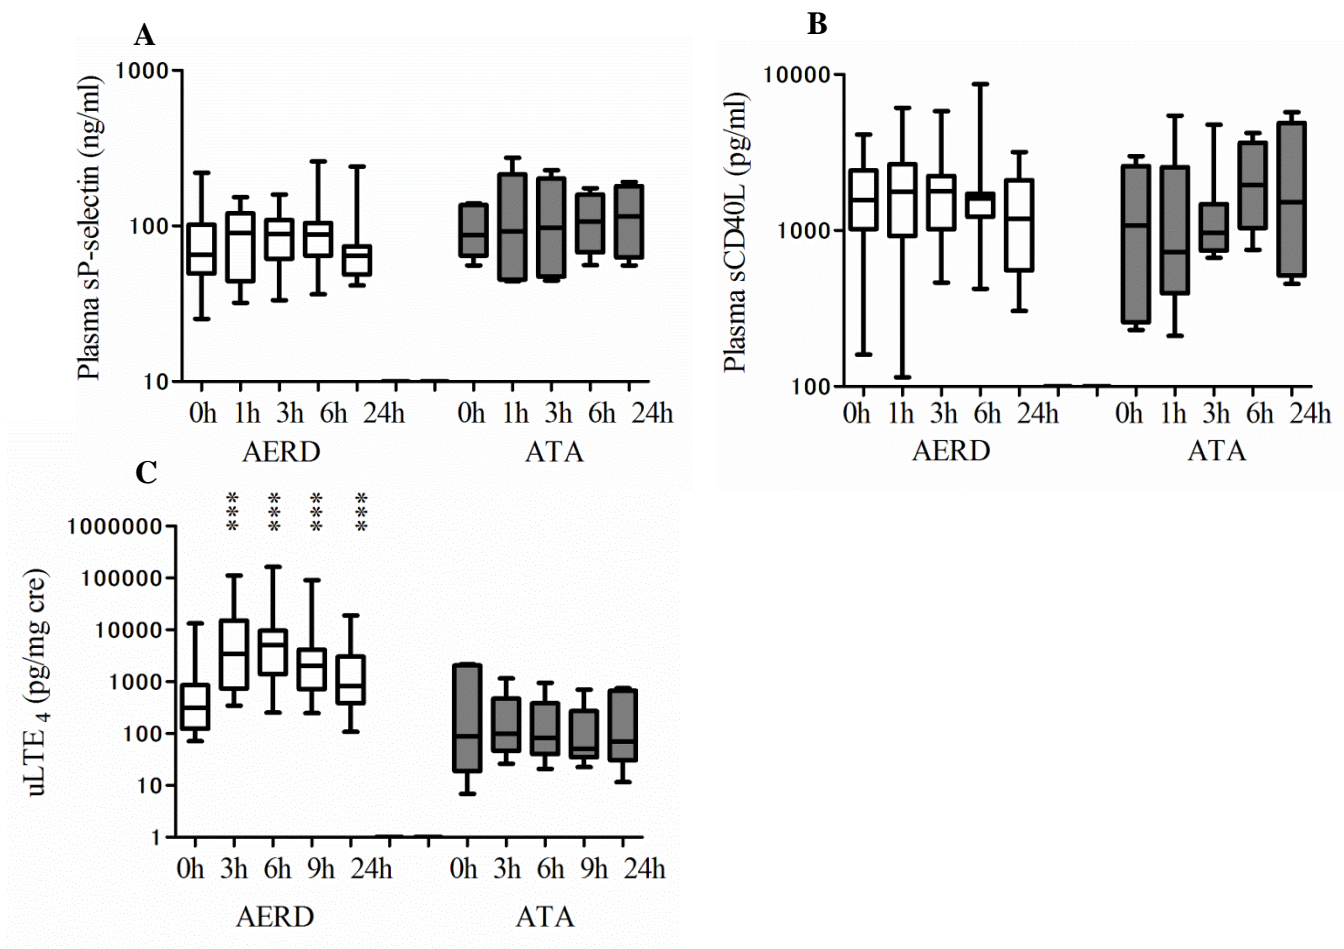 A
Plasma sP-selectin (ng/ml)
1000
100
10
0h 1h 3h 6h 24h 0h 1h 3h 6h 24h
AERD ATA
B
Plasma sCD40L (pg/ml)
10000
1000
100
0h 1h 3h 6h 24h 0h 1h 3h 6h 24h
AERD ATA
C
uLTE 4 (pg/mg cre)
*** *** *** ***
1000000
100000
10000
1000
100
10
1
0h 3h 6h 9h 24h 0h 3h 6h 9h 24h
AERD ATA